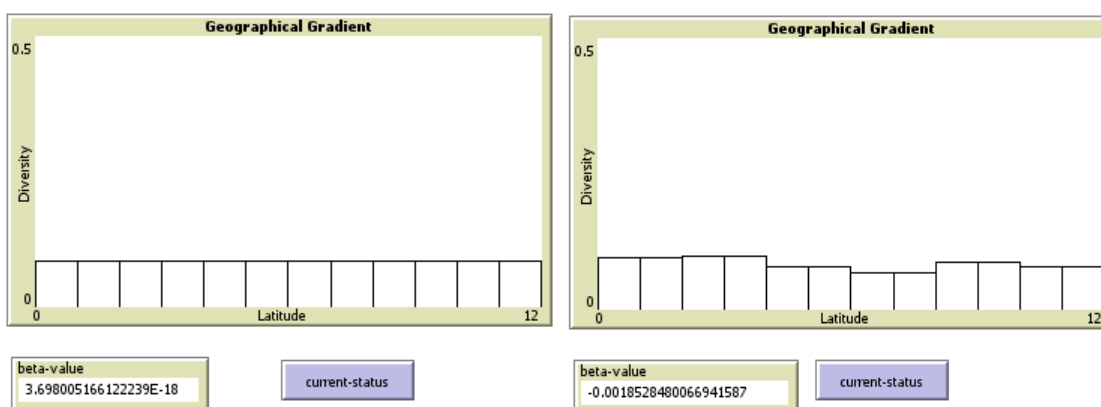 Geographical Gradient
0.5
Diversity
0
0
Latitude
12
beta-value
3.698005166122239E-18
current-status
Geographical Gradient
0.5
Diversity
0
0
Latitude
12
beta-value
-0.0018528480066941587
current-status